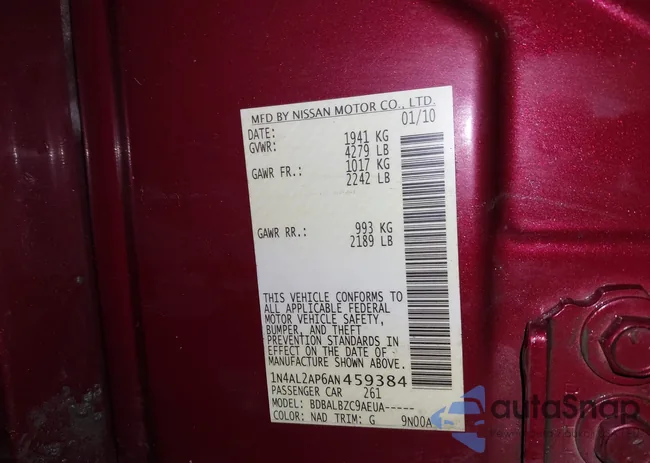 MFD BY NISSAN MOTOR CO., LTD.
DATE: 01/10
GVWR: 1941 KG
4279 LB
GAWR FR.: 1017 KG
2242 LB
GAWR RR.: 993 KG
2189 LB
THIS VEHICLE CONFORMS TO
ALL APPLICABLE FEDERAL
MOTOR VEHICLE SAFETY,
BUMPER, AND THEFT
PREVENTION STANDARDS IN
EFFECT ON THE DATE OF
MANUFACTURE SHOWN ABOVE.
1N4AL2AP6AN459384
PASSENGER CAR 261
MODEL: BDBALBZC9AEUA-----
COLOR: NAD TRIM: G 9N00A
autoSnap